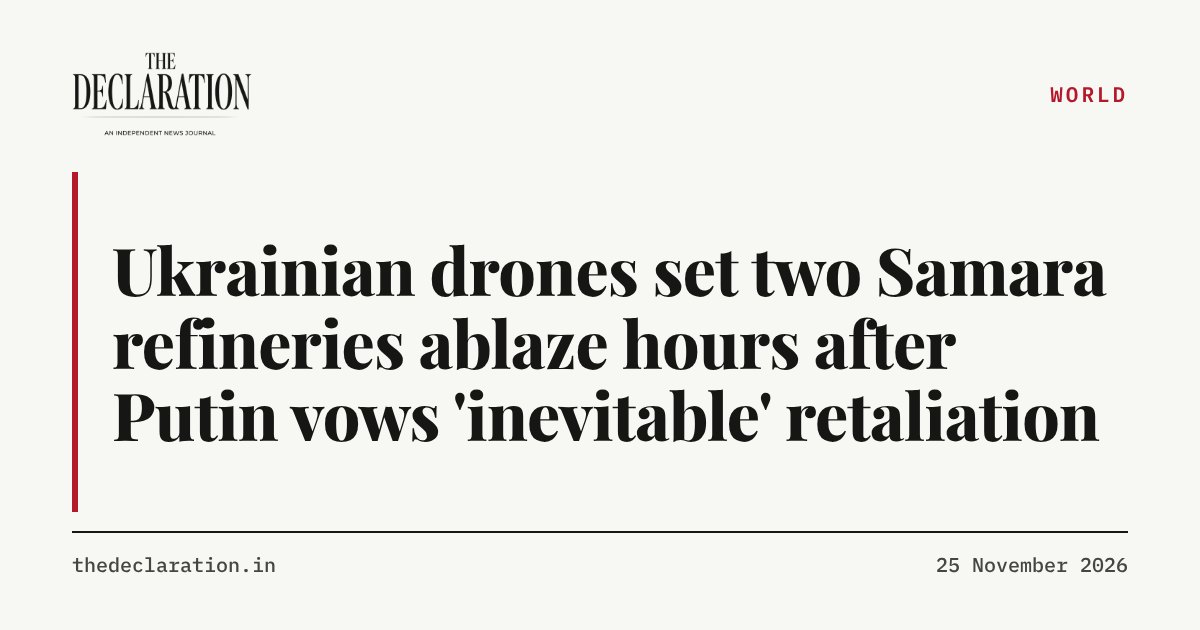 THE
DECLARATION
AN INDEPENDENT NEWS JOURNAL
WORLD
Ukrainian drones set two Samara
refineries ablaze hours after
Putin vows 'inevitable' retaliation
thedeclaration.in
25 November 2026